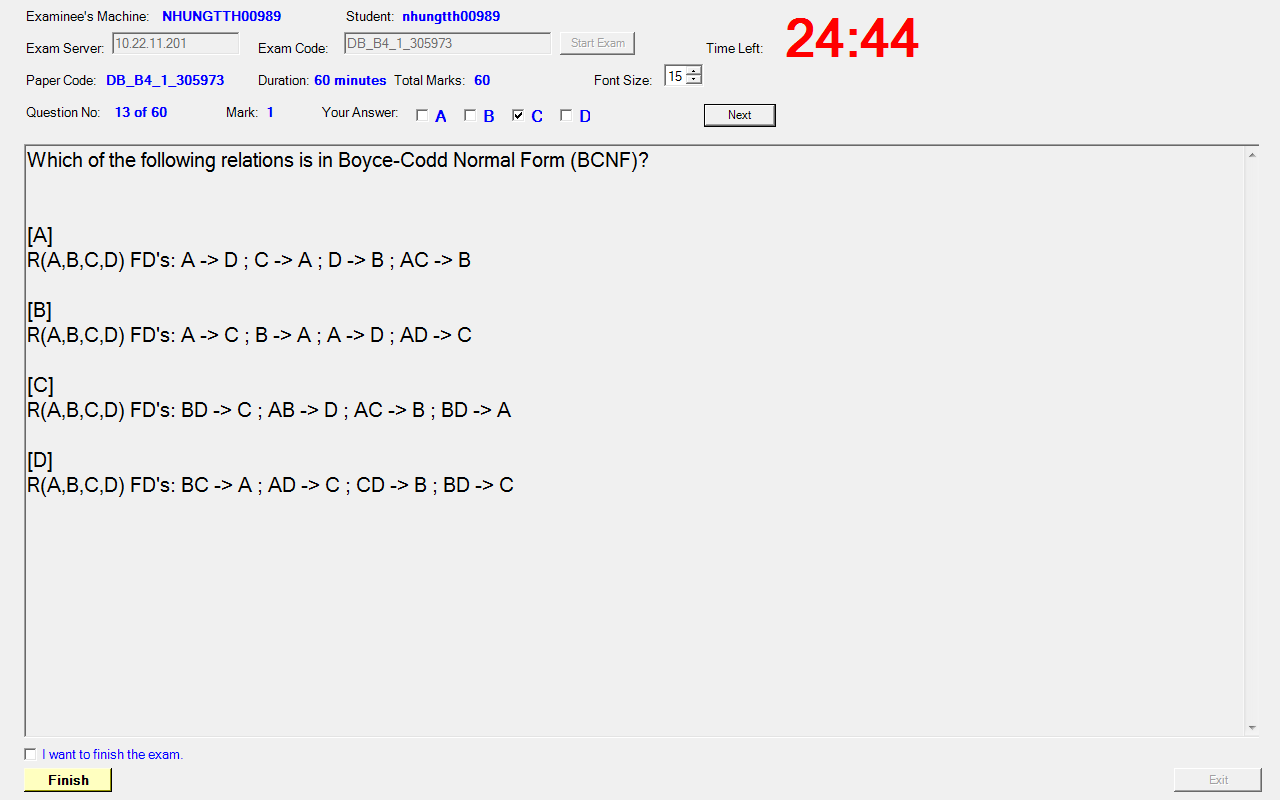 Examinee's Machine: NHUNGTTH00989 Student: nhungtth00989
Exam Server: 10.22.11.201 Exam Code: DB_B4_1_305973 Start Exam Time Left: 24:44
Paper Code: DB_B4_1_305973 Duration: 60 minutes Total Marks: 60 Font Size: 15
Question No: 13 of 60 Mark: 1 Your Answer: A B C D Next
Which of the following relations is in Boyce-Codd Normal Form (BCNF)?
[A]
R(A,B,C,D) FD's: A -> D ; C -> A ; D -> B ; AC -> B
[B]
R(A,B,C,D) FD's: A -> C ; B -> A ; A -> D ; AD -> C
[C]
R(A,B,C,D) FD's: BD -> C ; AB -> D ; AC -> B ; BD -> A
[D]
R(A,B,C,D) FD's: BC -> A ; AD -> C ; CD -> B ; BD -> C
I want to finish the exam.
Finish Exit